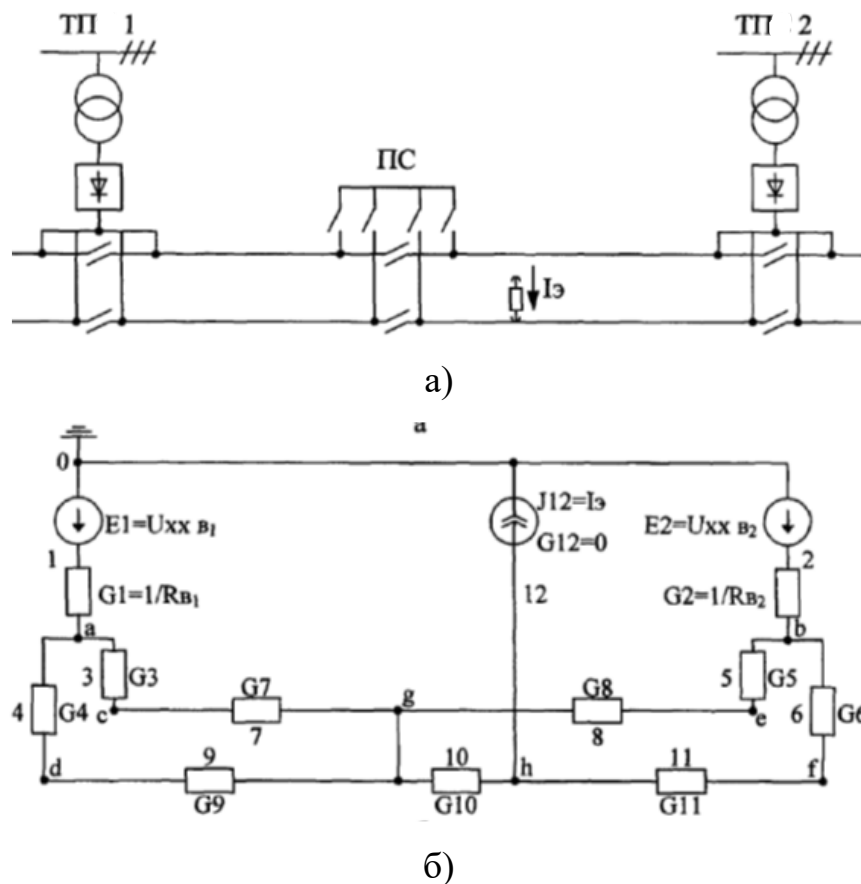 ТП 1
ТП 2
ПС
Iэ
а)
а
0
E1=Uхх в1
J12=Iэ
G12=0
E2=Uхх в2
1
G1=1/Rв1
12
2
G2=1/Rв2
a
b
3
G3
4
G4
c
G7
7
g
G8
8
5
G5
e
6
G6
d
9
G9
10
G10
h
11
G11
f
б)